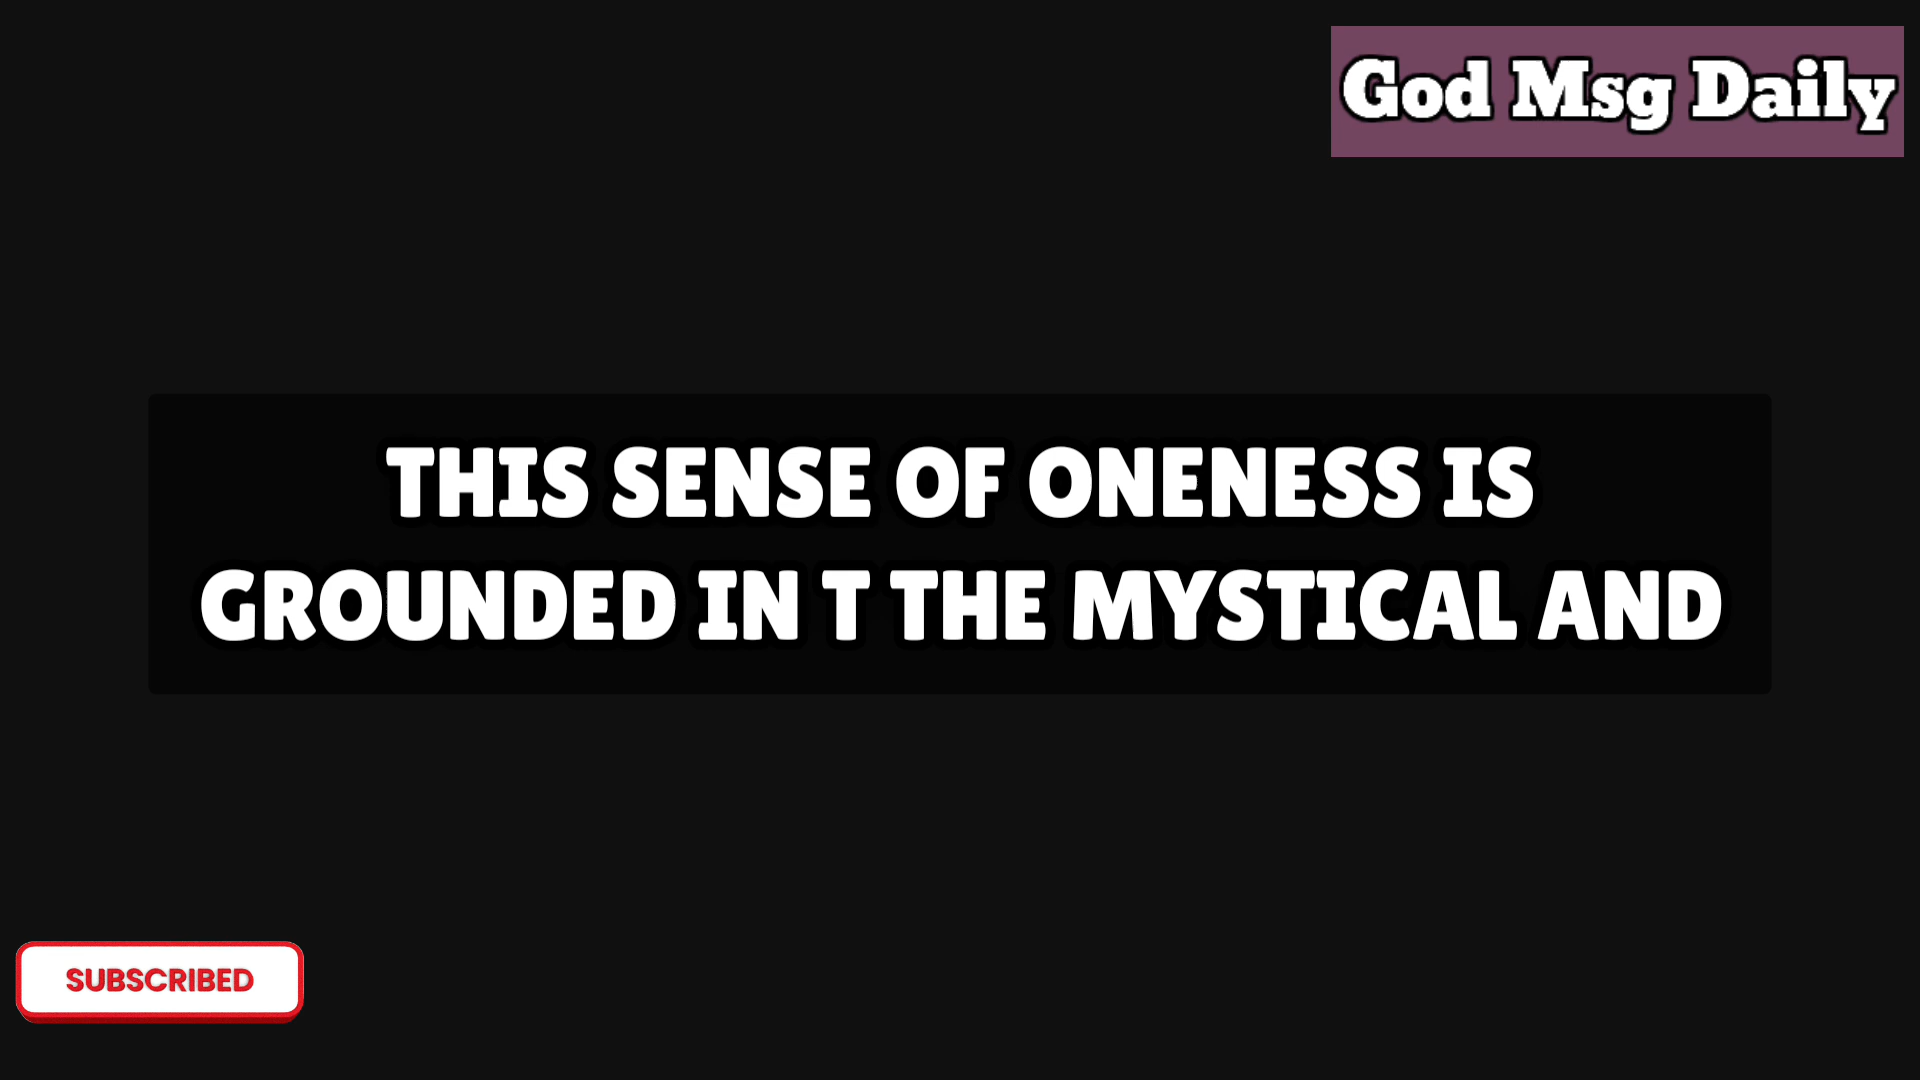 God Msg Daily
THIS SENSE OF ONENESS IS
GROUNDED IN T THE MYSTICAL AND
SUBSCRIBED